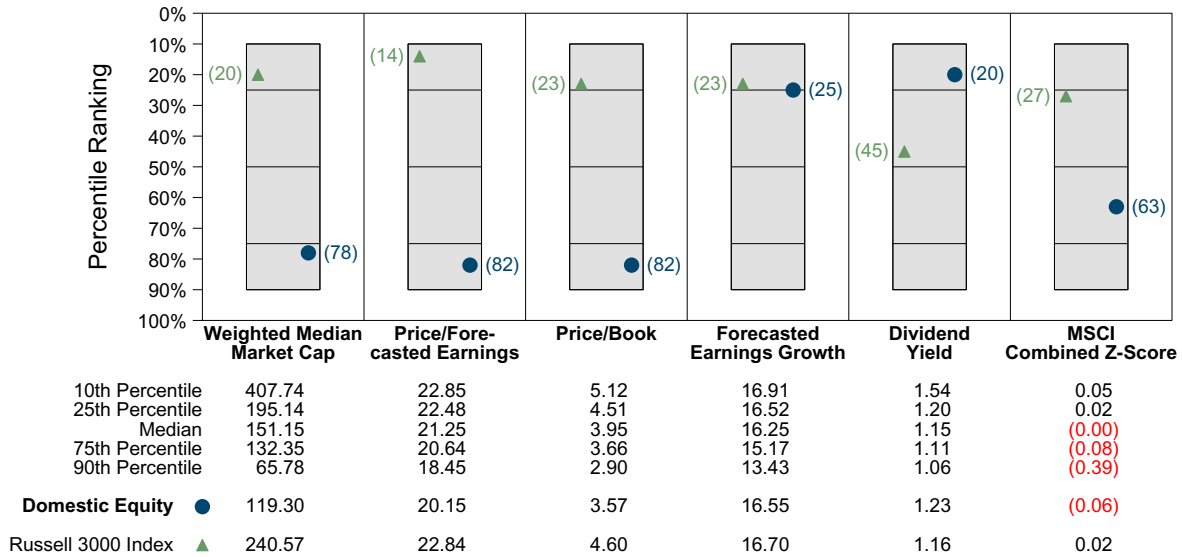 Percentile Ranking
0%
10%
20%
30%
40%
50%
60%
70%
80%
90%
100%
(20)
(78)
(14)
(82)
(23)
(82)
(23)
(25)
(45)
(20)
(27)
(63)
Weighted Median
Market Cap
Price/Fore-
casted Earnings
Price/Book
Forecasted
Earnings Growth
Dividend
Yield
MSCI
Combined Z-Score
10th Percentile 407.74 22.85 5.12 16.91 1.54 0.05
25th Percentile 195.14 22.48 4.51 16.52 1.20 0.02
Median 151.15 21.25 3.95 16.25 1.15 (0.00)
75th Percentile 132.35 20.64 3.66 15.17 1.11 (0.08)
90th Percentile 65.78 18.45 2.90 13.43 1.06 (0.39)
Domestic Equity 119.30 20.15 3.57 16.55 1.23 (0.06)
Russell 3000 Index 240.57 22.84 4.60 16.70 1.16 0.02